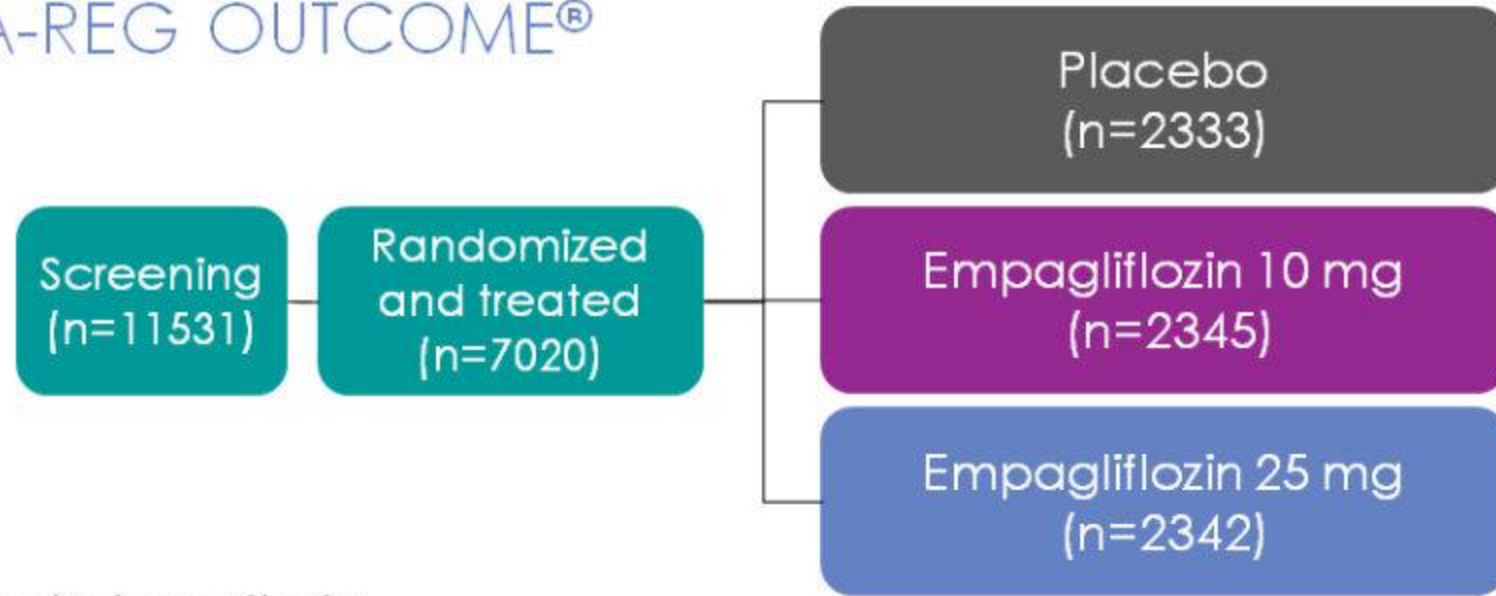 A-REG OUTCOME®
Screening
(n=11531)
Randomized
and treated
(n=7020)
Placebo
(n=2333)
Empagliflozin 10 mg
(n=2345)
Empagliflozin 25 mg
(n=2342)